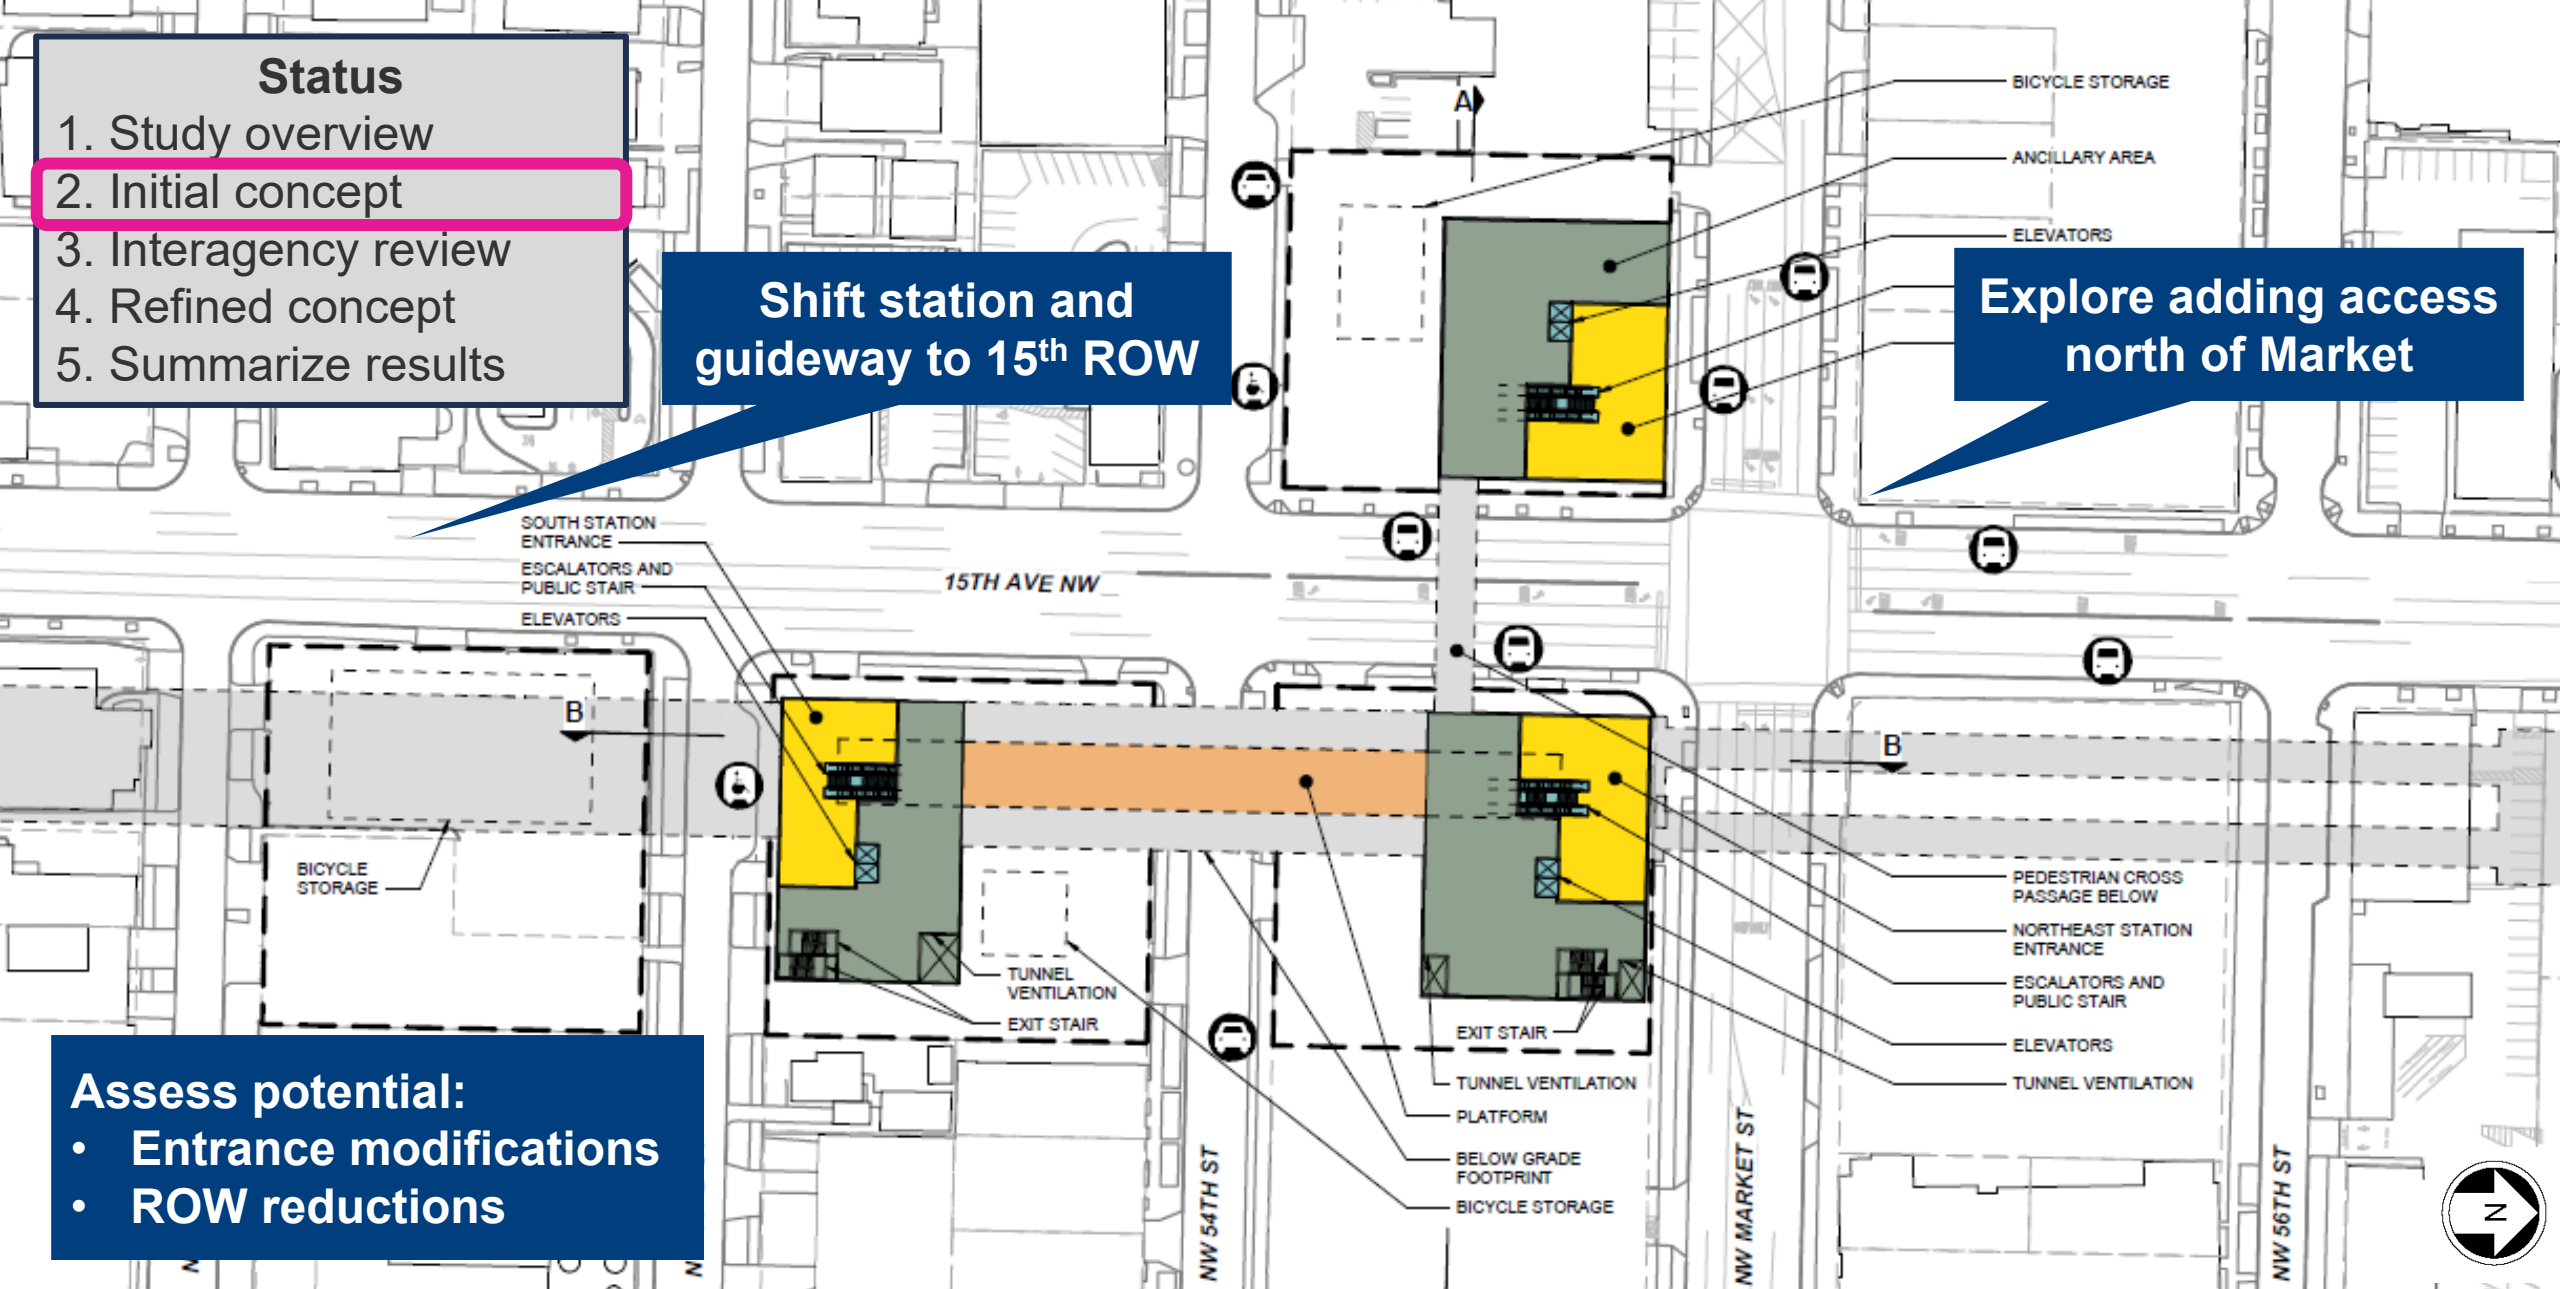 Status
1. Study overview
2. Initial concept
3. Interagency review
4. Refined concept
5. Summarize results
Shift station and
guideway to 15th ROW
Explore adding access
north of Market
A
BICYCLE STORAGE
ANCILLARY AREA
ELEVATORS
SOUTH STATION
ENTRANCE
ESCALATORS AND
PUBLIC STAIR
ELEVATORS
15TH AVE NW
B
B
BICYCLE
STORAGE
TUNNEL
VENTILATION
EXIT STAIR
EXIT STAIR
TUNNEL VENTILATION
PLATFORM
BELOW GRADE
FOOTPRINT
BICYCLE STORAGE
PEDESTRIAN CROSS
PASSAGE BELOW
NORTHEAST STATION
ENTRANCE
ESCALATORS AND
PUBLIC STAIR
ELEVATORS
TUNNEL VENTILATION
Assess potential:
• Entrance modifications
• ROW reductions
N
N
NW 54TH ST
NW MARKET ST
NW 56TH ST
N